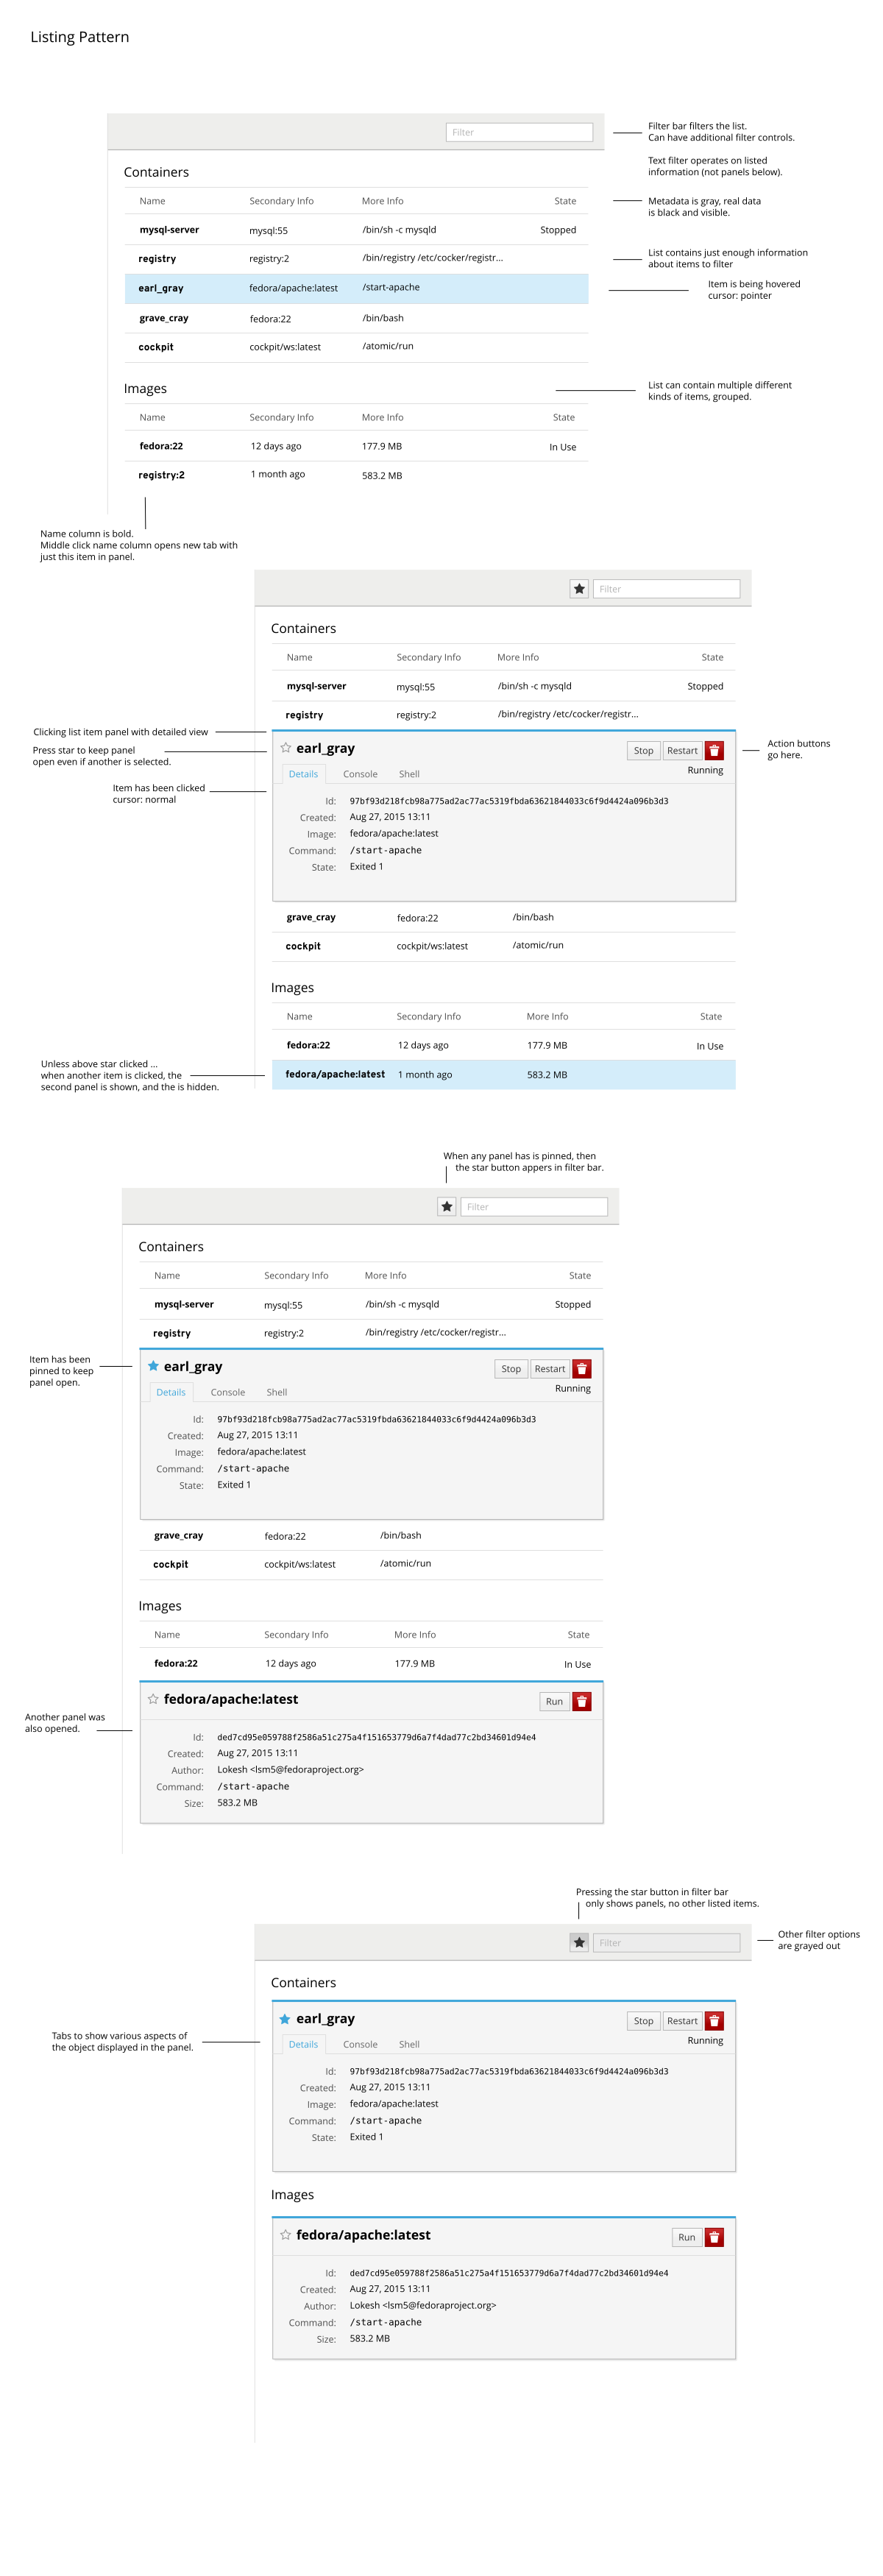 Listing Pattern
Filter
Filter bar filters the list.
Can have additional filter controls.
Text filter operates on listed
information (not panels below).
Containers
Name Secondary Info More Info State
Metadata is gray, real data
is black and visible.
mysql-server mysql:55 /bin/sh -c mysqld Stopped
registry registry:2 /bin/registry /etc/cocker/registr...
List contains just enough information
about items to filter
earl_gray fedora/apache:latest /start-apache
Item is being hovered
cursor: pointer
grave_cray fedora:22 /bin/bash
cockpit cockpit/ws:latest /atomic/run
Images
List can contain multiple different
kinds of items, grouped.
Name Secondary Info More Info State
fedora:22 12 days ago 177.9 MB In Use
registry:2 1 month ago 583.2 MB
Name column is bold.
Middle click name column opens new tab with
just this item in panel.
Filter
Containers
Name Secondary Info More Info State
mysql-server mysql:55 /bin/sh -c mysqld Stopped
registry registry:2 /bin/registry /etc/cocker/registr...
Clicking list item panel with detailed view
Press star to keep panel
open even if another is selected.
earl_gray Stop Restart
Action buttons
go here.
Running
Details Console Shell
Item has been clicked
cursor: normal
Id: 97bf93d218fcb98a775ad2ac77ac5319fbda63621844033c6f9d4424a096b3d3
Created: Aug 27, 2015 13:11
Image: fedora/apache:latest
Command: /start-apache
State: Exited 1
grave_cray fedora:22 /bin/bash
cockpit cockpit/ws:latest /atomic/run
Images
Name Secondary Info More Info State
fedora:22 12 days ago 177.9 MB In Use
Unless above star clicked ...
when another item is clicked, the
second panel is shown, and the is hidden.
fedora/apache:latest 1 month ago 583.2 MB
When any panel has is pinned, then
the star button appers in filter bar.
Filter
Containers
Name Secondary Info More Info State
mysql-server mysql:55 /bin/sh -c mysqld Stopped
registry registry:2 /bin/registry /etc/cocker/registr...
Item has been
pinned to keep
panel open.
earl_gray Stop Restart
Running
Details Console Shell
Id: 97bf93d218fcb98a775ad2ac77ac5319fbda63621844033c6f9d4424a096b3d3
Created: Aug 27, 2015 13:11
Image: fedora/apache:latest
Command: /start-apache
State: Exited 1
grave_cray fedora:22 /bin/bash
cockpit cockpit/ws:latest /atomic/run
Images
Name Secondary Info More Info State
fedora:22 12 days ago 177.9 MB In Use
fedora/apache:latest Run
Another panel was
also opened.
Id: ded7cd95e059788f2586a51c275a4f151653779d6a7f4dad77c2bd34601d94e4
Created: Aug 27, 2015 13:11
Author: Lokesh <lsm5@fedoraproject.org>
Command: /start-apache
Size: 583.2 MB
Pressing the star button in filter bar
only shows panels, no other listed items.
Filter
Other filter options
are grayed out
Containers
earl_gray Stop Restart
Running
Tabs to show various aspects of
the object displayed in the panel.
Details Console Shell
Id: 97bf93d218fcb98a775ad2ac77ac5319fbda63621844033c6f9d4424a096b3d3
Created: Aug 27, 2015 13:11
Image: fedora/apache:latest
Command: /start-apache
State: Exited 1
Images
fedora/apache:latest Run
Id: ded7cd95e059788f2586a51c275a4f151653779d6a7f4dad77c2bd34601d94e4
Created: Aug 27, 2015 13:11
Author: Lokesh <lsm5@fedoraproject.org>
Command: /start-apache
Size: 583.2 MB